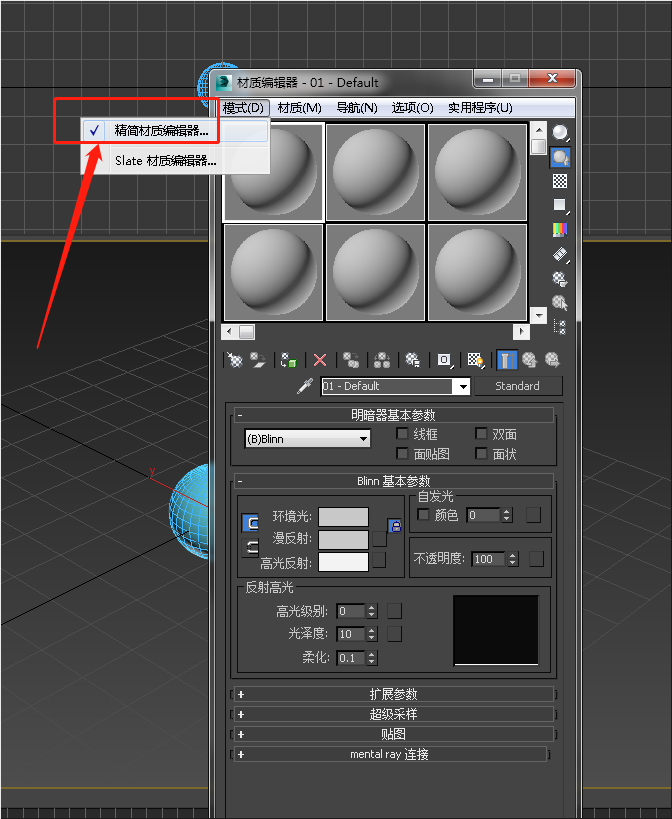 材质编辑器 - 01 - Default
模式(D) 材质(M) 导航(N) 选项(O) 实用程序(U)
精简材质编辑器...
Slate 材质编辑器...
01 - Default Standard
明暗器基本参数
(B)Blinn 线框 双面
面贴图 面状
Blinn 基本参数
自发光
环境光: 颜色 0
漫反射:
高光反射: 不透明度: 100
反射高光
高光级别: 0
光泽度: 10
柔化: 0.1
扩展参数
超级采样
贴图
mental ray 连接
y